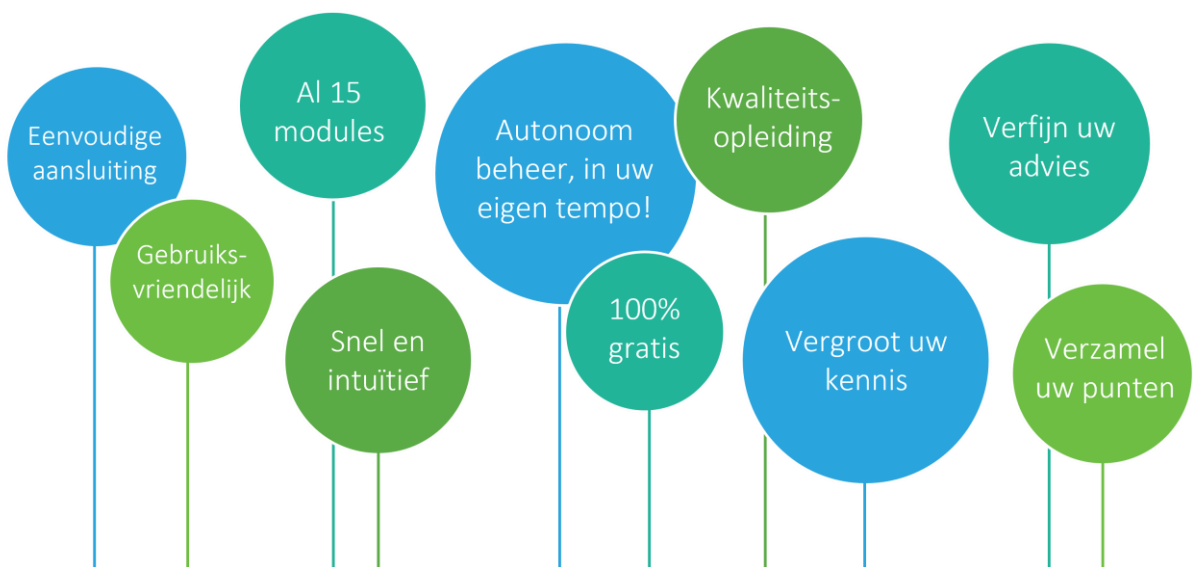 Eenvoudige
aansluiting
Gebruiks-
vriendelijk
Al 15
modules
Snel en
intuïtief
Autonoom
beheer, in uw
eigen tempo!
100%
gratis
Kwaliteits-
opleiding
Vergroot uw
kennis
Verfijn uw
advies
Verzamel
uw punten